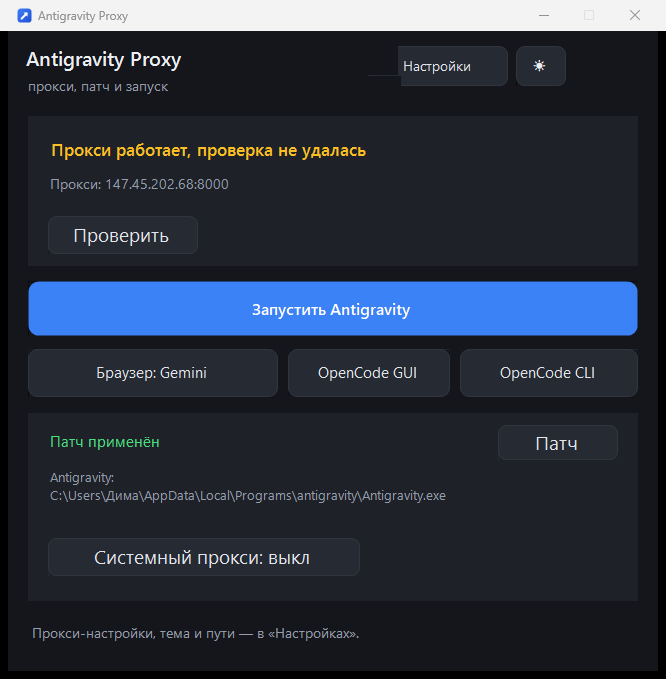 Antigravity Proxy
Antigravity Proxy
Настройки
прокси, патч и запуск
Прокси работает, проверка не удалась
Прокси: 147.45.202.68:8000
Проверить
Запустить Antigravity
Браузер: Gemini
OpenCode GUI
OpenCode CLI
Патч применён
Патч
Antigravity:
C:\Users\Дима\AppData\Local\Programs\antigravity\Antigravity.exe
Системный прокси: выкл
Прокси-настройки, тема и пути — в «Настройках».